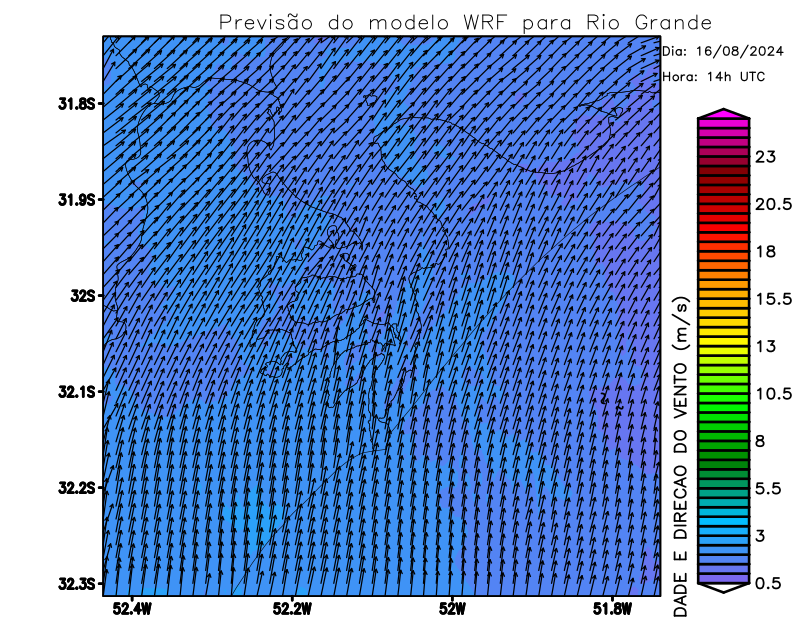 Previsão do modelo WRF para Rio Grande
Dia: 16/08/2024
Hora: 14h UTC
31.8S
31.9S
32S
32.1S
32.2S
32.3S
52.4W
52.2W
52W
51.8W
23
20.5
18
15.5
13
10.5
8
5.5
3
0.5
DADE E DIRECAO DO VENTO (m/s)